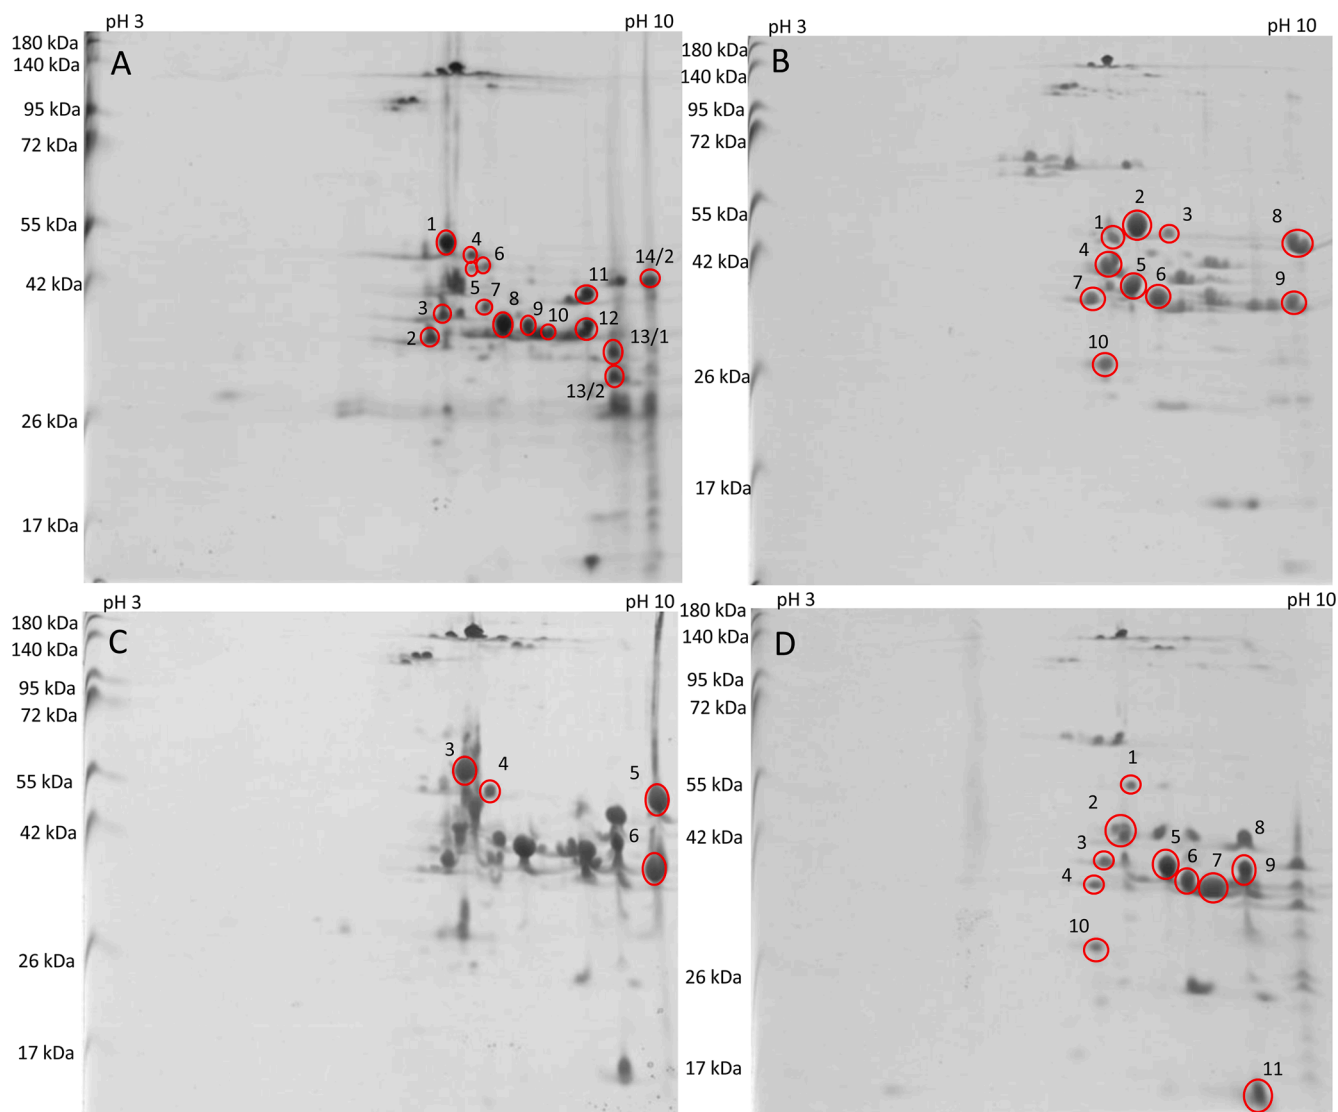 pH 3 pH 10
180 kDa
A
140 kDa
95 kDa
72 kDa
55 kDa
1 4 6 14/2
42 kDa
5 7 11
3 8 9 10 12
2 13/1
13/2
26 kDa
17 kDa
pH 3 pH 10
180 kDa
B
140 kDa
95 kDa
72 kDa
55 kDa
2
1 3 8
42 kDa
4 5 6
7 9
10
26 kDa
17 kDa
pH 3 pH 10
180 kDa
C
140 kDa
95 kDa
72 kDa
3 4 5
55 kDa
42 kDa
6
26 kDa
17 kDa
pH 3 pH 10
180 kDa
D
140 kDa
95 kDa
72 kDa
1
55 kDa
2
42 kDa
3 5 6 7 8
4 9
10
26 kDa
17 kDa
11